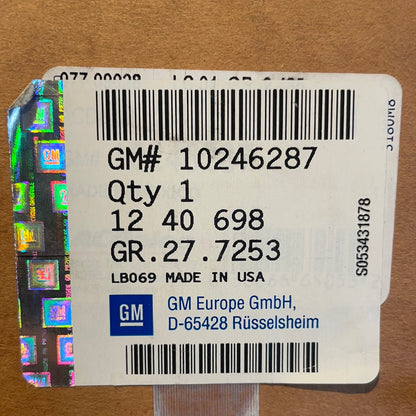 GM# 10246287
Qty 1
12 40 698
GR.27.7253
LB069 MADE IN USA
GM
GM Europe GmbH,
D-65428 Rüsselsheim
S053431878
GM